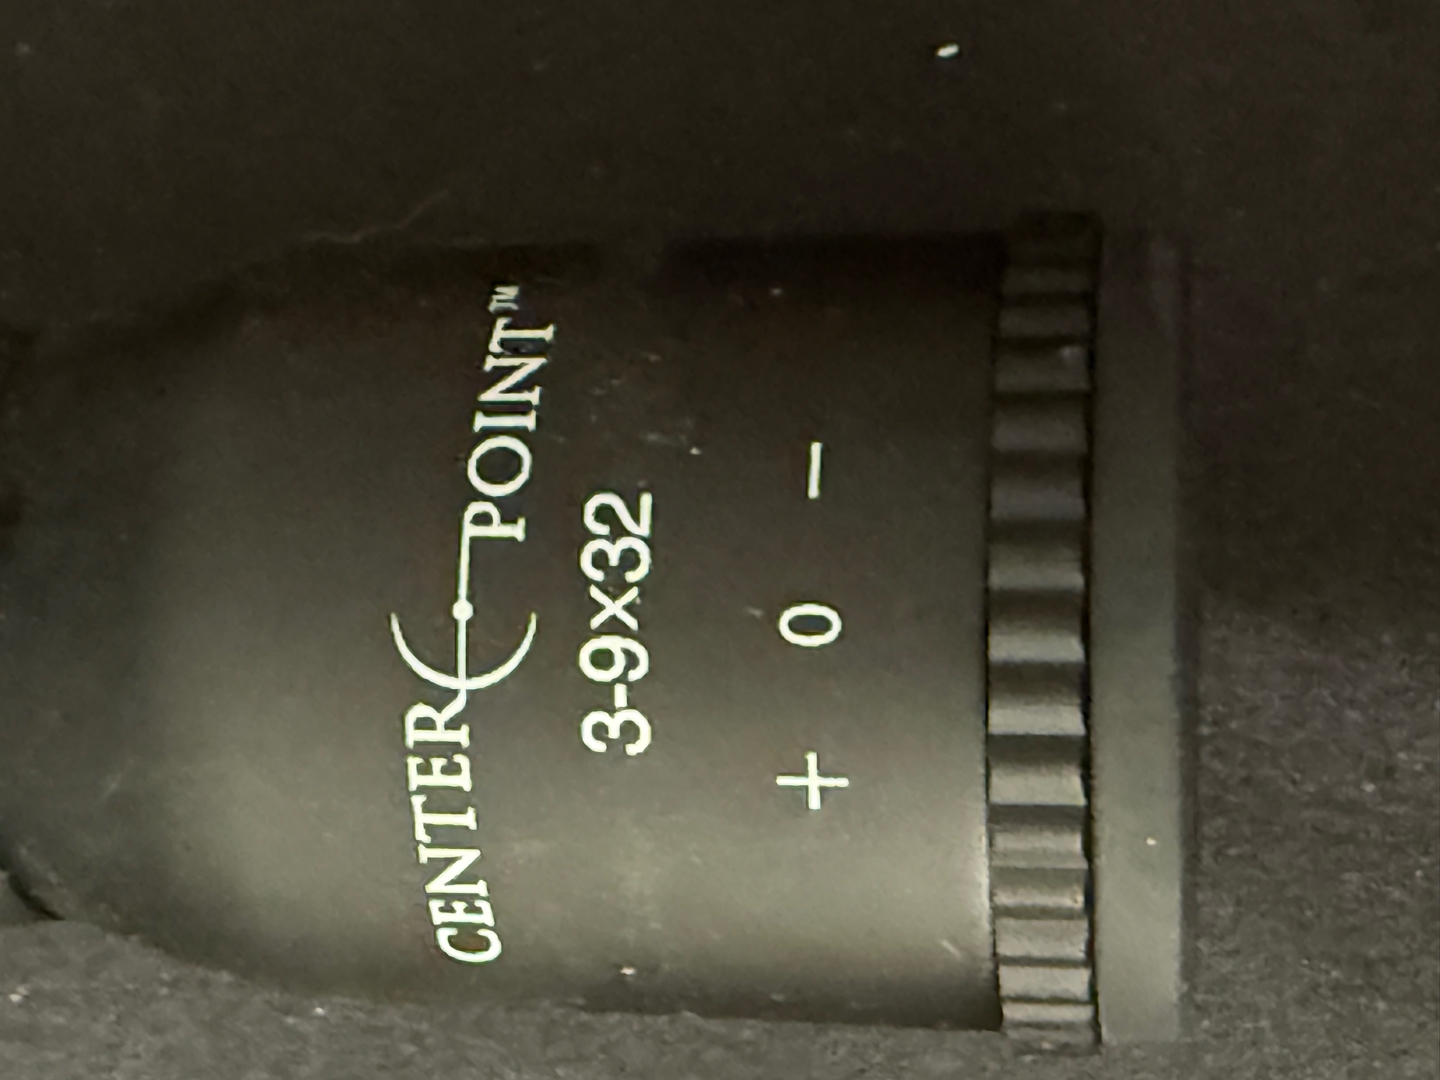 CENTER POINT™
3-9x32
+ 0 -